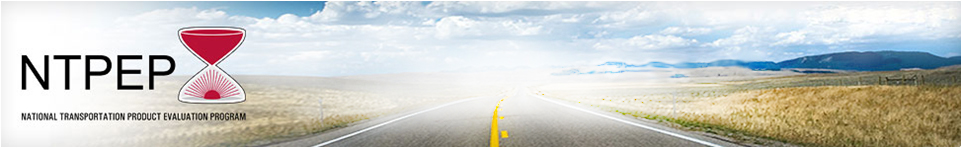 NTPEP
NATIONAL TRANSPORTATION PRODUCT EVALUATION PROGRAM